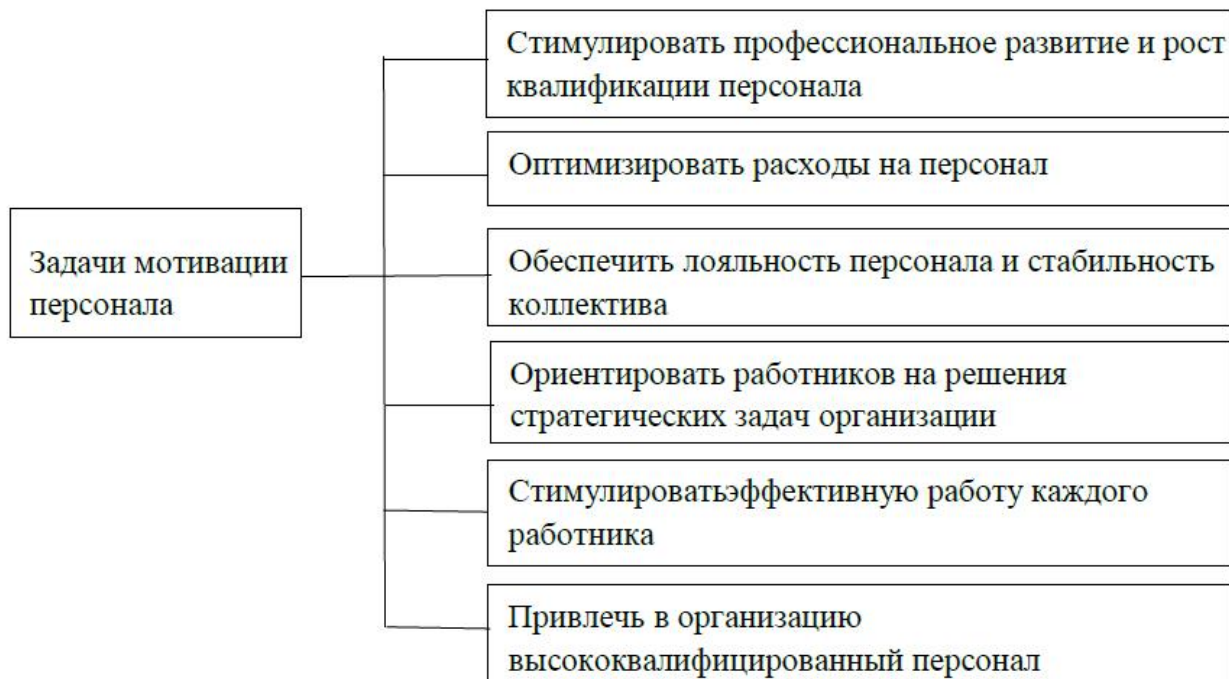 Стимулировать профессиональное развитие и рост
квалификации персонала
Оптимизировать расходы на персонал
Задачи мотивации
персонала
Обеспечить лояльность персонала и стабильность
коллектива
Ориентировать работников на решения
стратегических задач организации
Стимулироватьэффективную работу каждого
работника
Привлечь в организацию
высококвалифицированный персонал